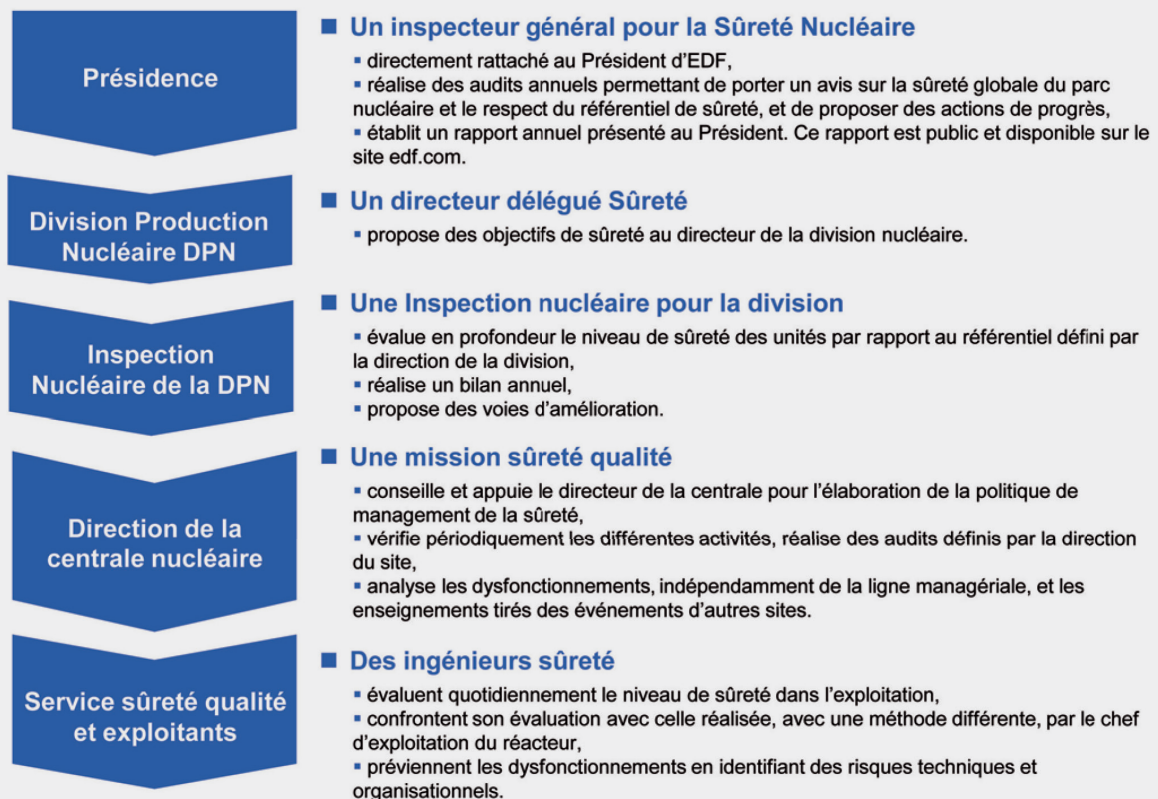 Présidence
■ Un inspecteur général pour la Sûreté Nucléaire
▪ directement rattaché au Président d’EDF,
▪ réalise des audits annuels permettant de porter un avis sur la sûreté globale du parc
nucléaire et le respect du référentiel de sûreté, et de proposer des actions de progrès,
▪ établit un rapport annuel présenté au Président. Ce rapport est public et disponible sur le
site edf.com.
Division Production
Nucléaire DPN
■ Un directeur délégué Sûreté
▪ propose des objectifs de sûreté au directeur de la division nucléaire.
Inspection
Nucléaire de la DPN
■ Une Inspection nucléaire pour la division
▪ évalue en profondeur le niveau de sûreté des unités par rapport au référentiel défini par
la direction de la division,
▪ réalise un bilan annuel,
▪ propose des voies d’amélioration.
Direction de la
centrale nucléaire
■ Une mission sûreté qualité
▪ conseille et appuie le directeur de la centrale pour l’élaboration de la politique de
management de la sûreté,
▪ vérifie périodiquement les différentes activités, réalise des audits définis par la direction
du site,
▪ analyse les dysfonctionnements, indépendamment de la ligne managériale, et les
enseignements tirés des événements d’autres sites.
Service sûreté qualité
et exploitants
■ Des ingénieurs sûreté
▪ évaluent quotidiennement le niveau de sûreté dans l’exploitation,
▪ confrontent son évaluation avec celle réalisée, avec une méthode différente, par le chef
d’exploitation du réacteur,
▪ préviennent les dysfonctionnements en identifiant des risques techniques et
organisationnels.